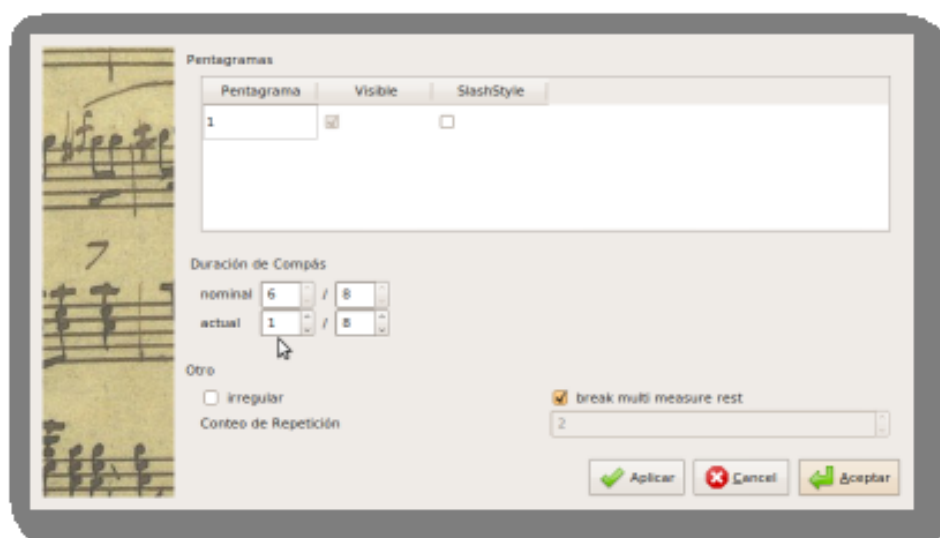 Pentagramas
Pentagrama Visible SlashStyle
1
7
Duración de Compás
nominal 6 / 8
actual 1 / 8
Otro
irregular break multi measure rest
Conteo de Repetición 2
Aplicar Cancel Aceptar